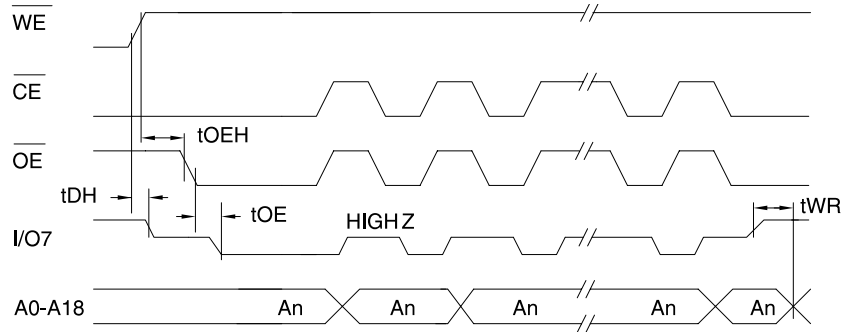 WE
CE
tOEH
OE
tDH
tOE
HIGH Z
tWR
I/O7
A0-A18
An
An
An
An
An